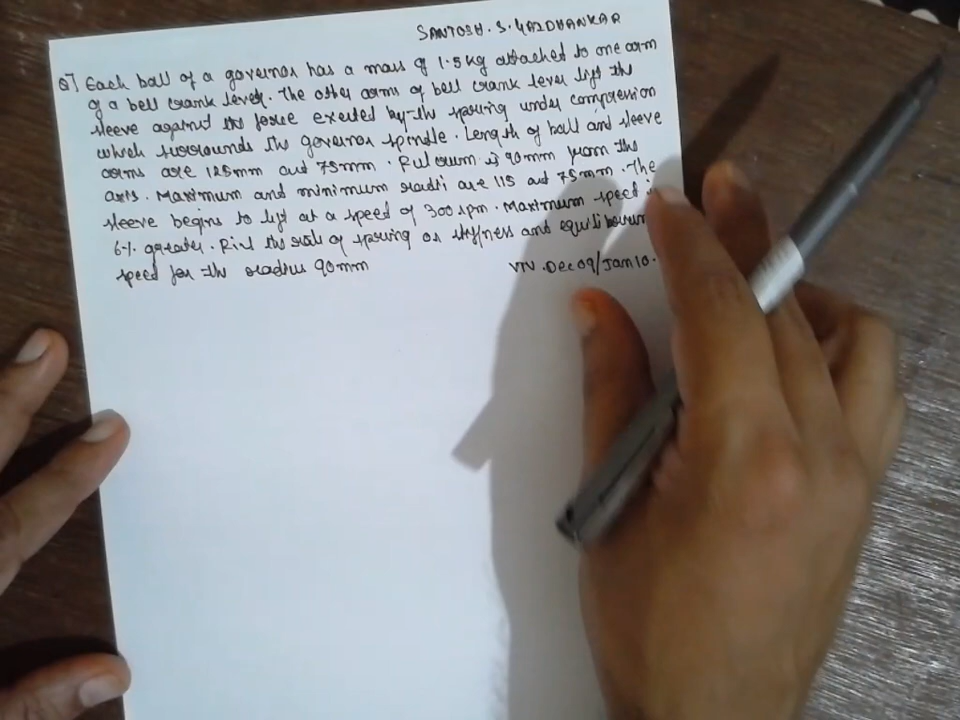 SANTOSH.S.GAIDHANKAR
Q7 Each ball of a governor has a mass of 1.5kg attached to one arm
of a bell crank lever. The other arms of bell crank lever lift the
sleeve against the force exerted by the spring under compression
which surrounds the governor spindle. Length of ball and sleeve
arms are 125mm and 75mm. Fulcrum is 90mm from the
axis. Maximum and minimum radii are 115 and 75mm. The
sleeve begins to lift at a speed of 300 rpm. Maximum speed is
6% greater. Find the rate of spring or stiffness and equilibrium
speed for the radius 90mm
VTU.Dec09/Jan10.